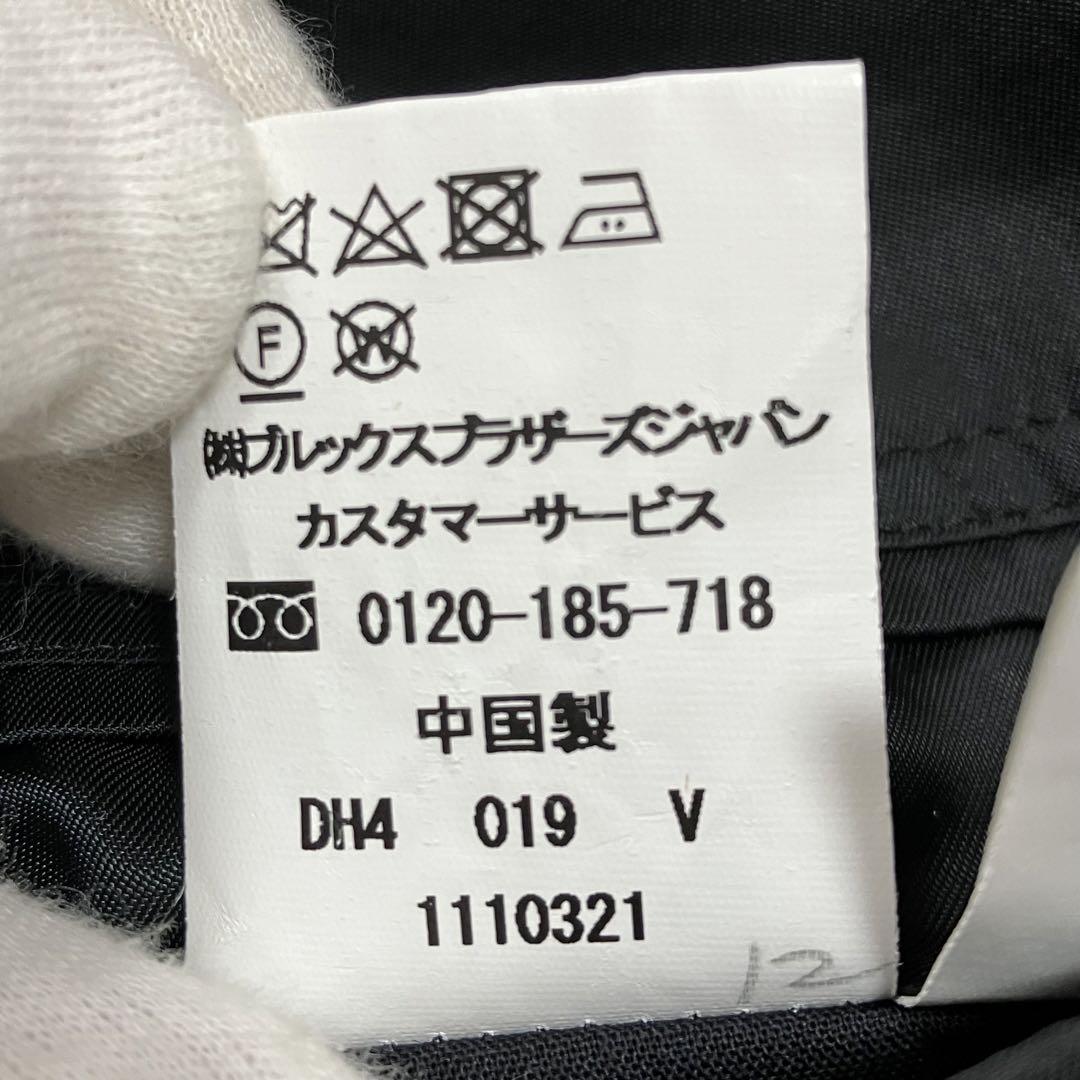 F W
㈱ブルックスブラザーズジャパン
カスタマーサービス
0120-185-718
中国製
DH4 019 V
1110321
12